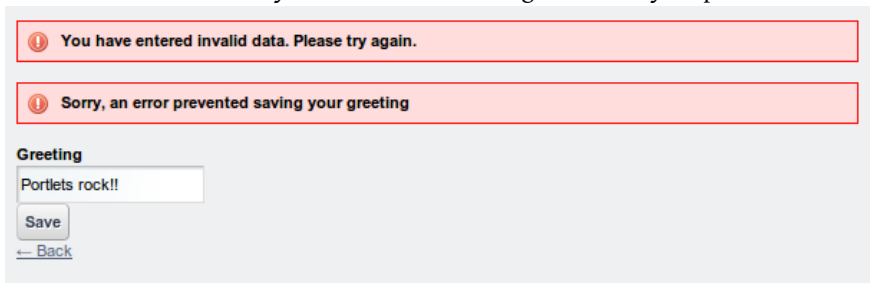 You have entered invalid data. Please try again.
Sorry, an error prevented saving your greeting
Greeting
Portlets rock!!
Save
← Back